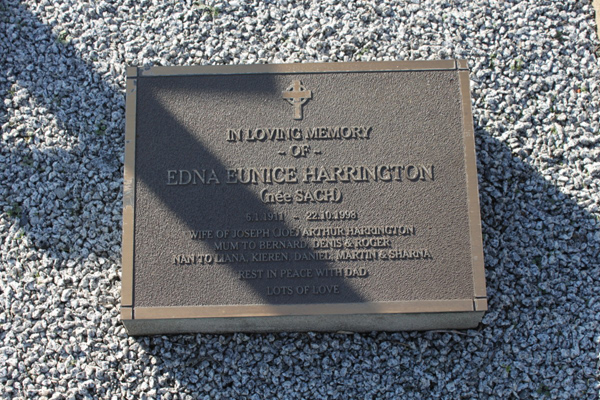 IN LOVING MEMORY
- OF -
EDNA EUNICE HARRINGTON
(née SACH)
6.1.1911 - 22.10.1998
WIFE OF JOSEPH (JOE) ARTHUR HARRINGTON
MUM TO BERNARD, DENIS & ROGER
NAN TO LIANA, KIEREN, DANIEL, MARTIN & SHARNA
REST IN PEACE WITH DAD
LOTS OF LOVE